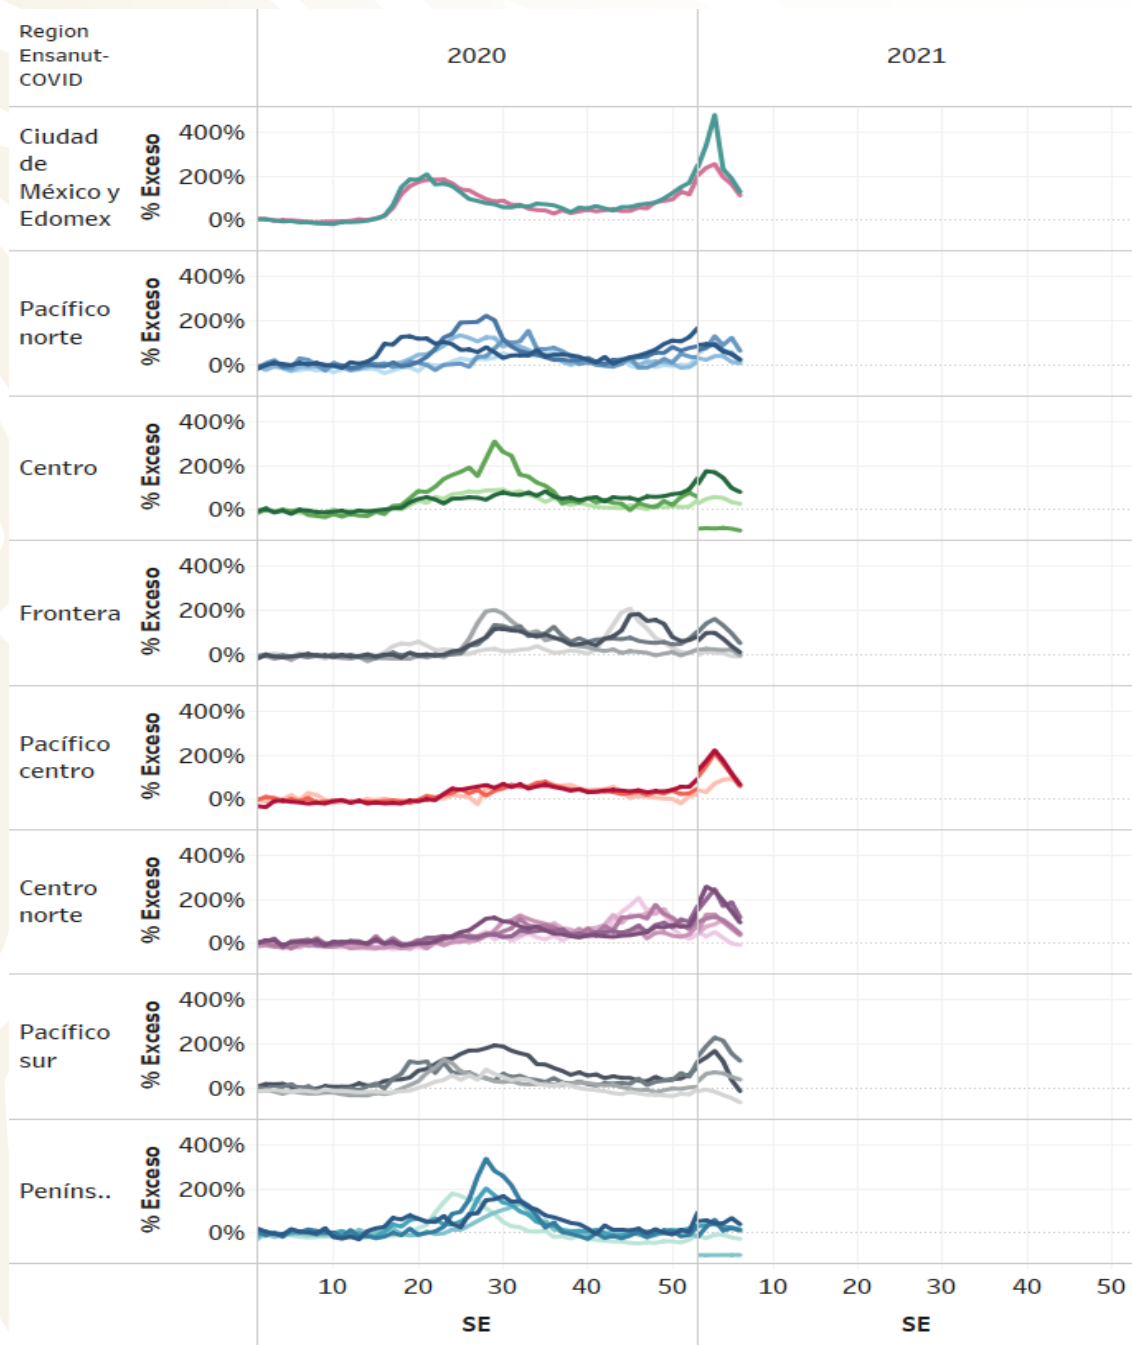 Region
Ensanut-
COVID
2020
2021
Ciudad
de
México y
Edomex
% Exceso
400%
200%
0%
Pacífico
norte
% Exceso
400%
200%
0%
Centro
% Exceso
400%
200%
0%
Frontera
% Exceso
400%
200%
0%
Pacífico
centro
% Exceso
400%
200%
0%
Centro
norte
% Exceso
400%
200%
0%
Pacífico
sur
% Exceso
400%
200%
0%
Peníns..
% Exceso
400%
200%
0%
10 20 30 40 50 10 20 30 40 50
SE SE